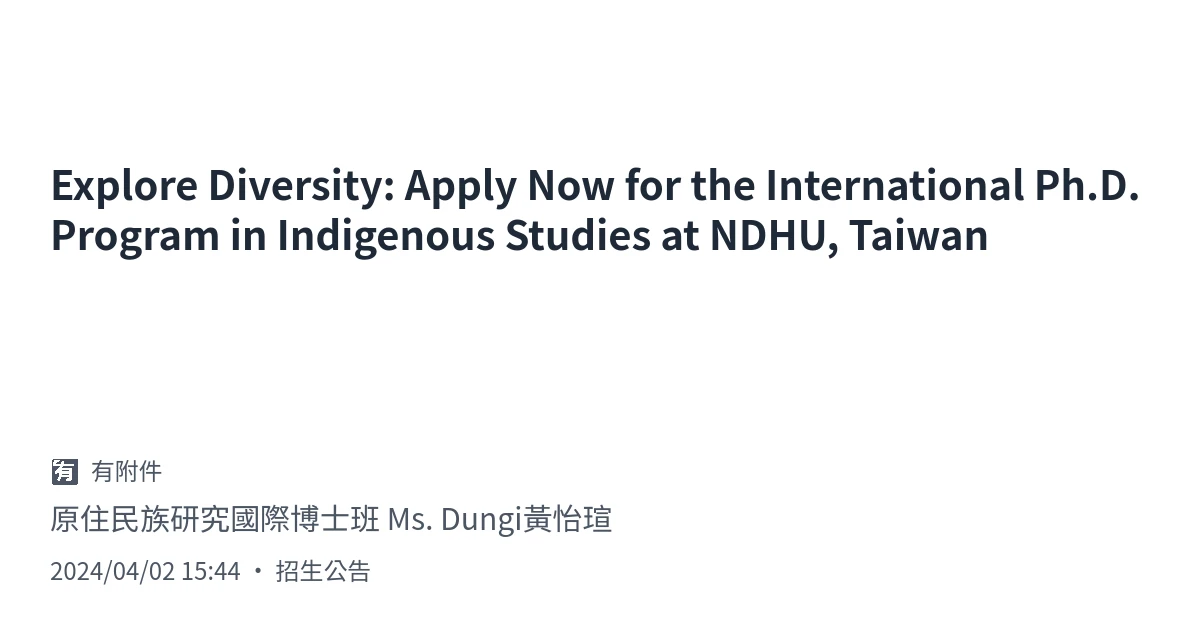 Explore Diversity: Apply Now for the International Ph.D.
Program in Indigenous Studies at NDHU, Taiwan
有 有附件
原住民族研究國際博士班 Ms. Dungi黃怡瑄
2024/04/02 15:44 • 招生公告